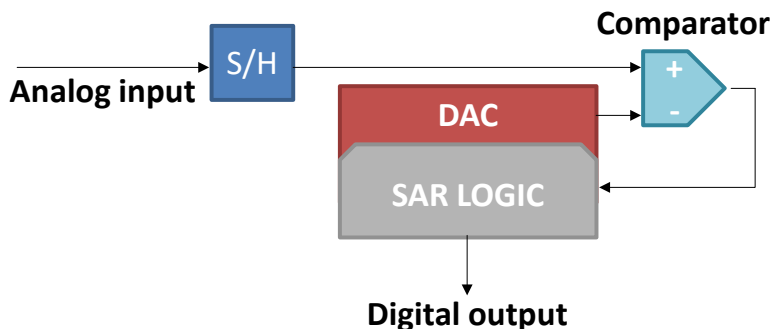 Comparator
S/H
+
Analog input
DAC
-
SAR LOGIC
Digital output